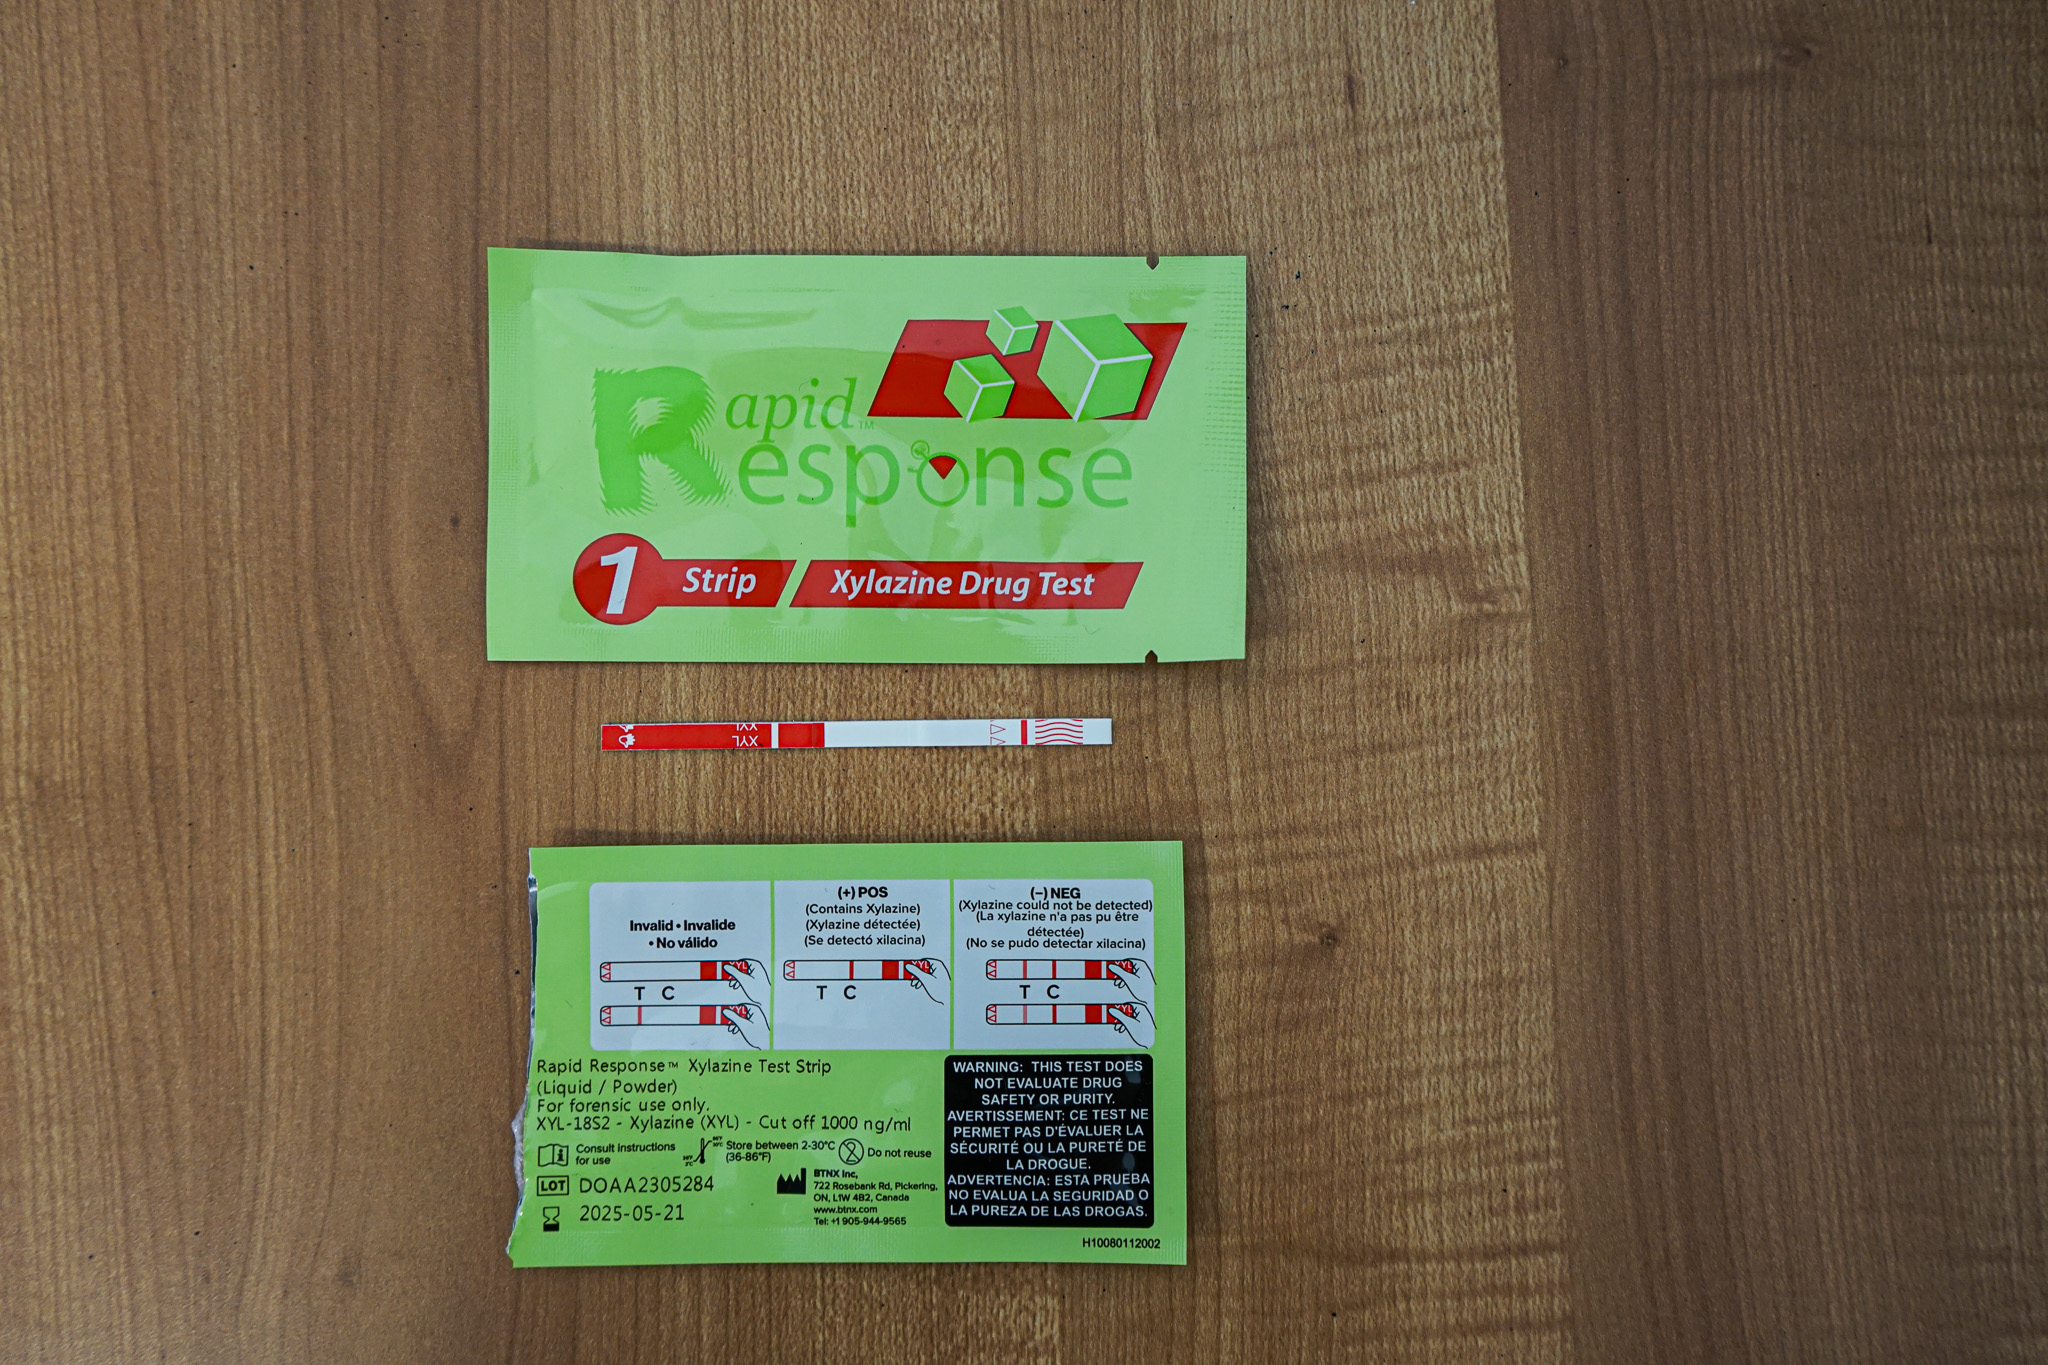 Rapid™
Response
1 Strip Xylazine Drug Test
XYL
XYL
Invalid • Invalide
• No válido
T C
(+) POS
(Contains Xylazine)
(Xylazine détectée)
(Se detectó xilacina)
T C
(−) NEG
(Xylazine could not be detected)
(La xylazine n'a pas pu être
détectée)
(No se pudo detectar xilacina)
T C
Rapid Response™ Xylazine Test Strip
(Liquid / Powder)
For forensic use only.
XYL-18S2 - Xylazine (XYL) - Cut off 1000 ng/ml
Consult instructions
for use
Store between 2-30°C
(36-86°F)
Do not reuse
LOT DOAA2305284
2025-05-21
BTNX Inc,
722 Rosebank Rd, Pickering,
ON, L1W 4B2, Canada
www.btnx.com
Tel: +1 905-944-9565
WARNING: THIS TEST DOES
NOT EVALUATE DRUG
SAFETY OR PURITY.
AVERTISSEMENT: CE TEST NE
PERMET PAS D'ÉVALUER LA
SÉCURITÉ OU LA PURETÉ DE
LA DROGUE.
ADVERTENCIA: ESTA PRUEBA
NO EVALUA LA SEGURIDAD O
LA PUREZA DE LAS DROGAS.
H10080112002